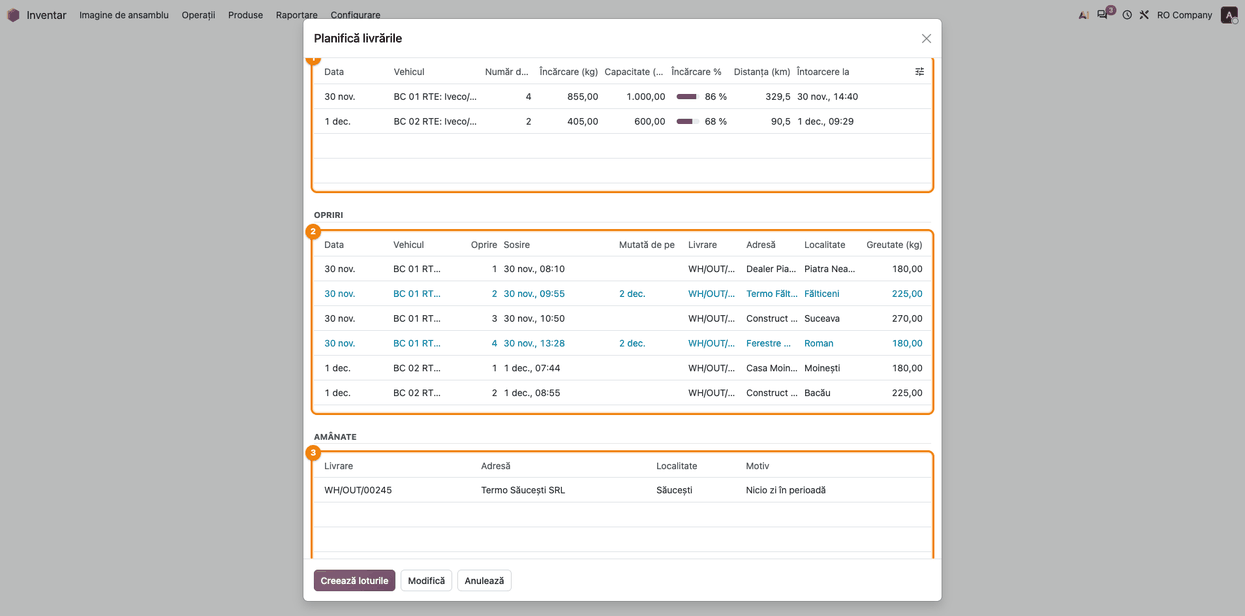 Inventar Imagine de ansamblu Operații Produse Raportare Configurare AI 3 RO Company A
Planifică livrările
1
Data Vehicul Număr d... Încărcare (kg) Capacitate (... Încărcare % Distanța (km) Întoarcere la
30 nov. BC 01 RTE: Iveco/... 4 855,00 1.000,00 86 % 329,5 30 nov., 14:40
1 dec. BC 02 RTE: Iveco/... 2 405,00 600,00 68 % 90,5 1 dec., 09:29
OPRIRI
2
Data Vehicul Oprire Sosire Mutată de pe Livrare Adresă Localitate Greutate (kg)
30 nov. BC 01 RT... 1 30 nov., 08:10 WH/OUT/... Dealer Pia... Piatra Nea... 180,00
30 nov. BC 01 RT... 2 30 nov., 09:55 2 dec. WH/OUT/... Termo Fălt... Fălticeni 225,00
30 nov. BC 01 RT... 3 30 nov., 10:50 WH/OUT/... Construct ... Suceava 270,00
30 nov. BC 01 RT... 4 30 nov., 13:28 2 dec. WH/OUT/... Ferestre ... Roman 180,00
1 dec. BC 02 RT... 1 1 dec., 07:44 WH/OUT/... Casa Moin... Moinești 180,00
1 dec. BC 02 RT... 2 1 dec., 08:55 WH/OUT/... Construct ... Bacău 225,00
AMÂNATE
3
Livrare Adresă Localitate Motiv
WH/OUT/00245 Termo Săucești SRL Săucești Nicio zi în perioadă
Creează loturile Modifică Anulează